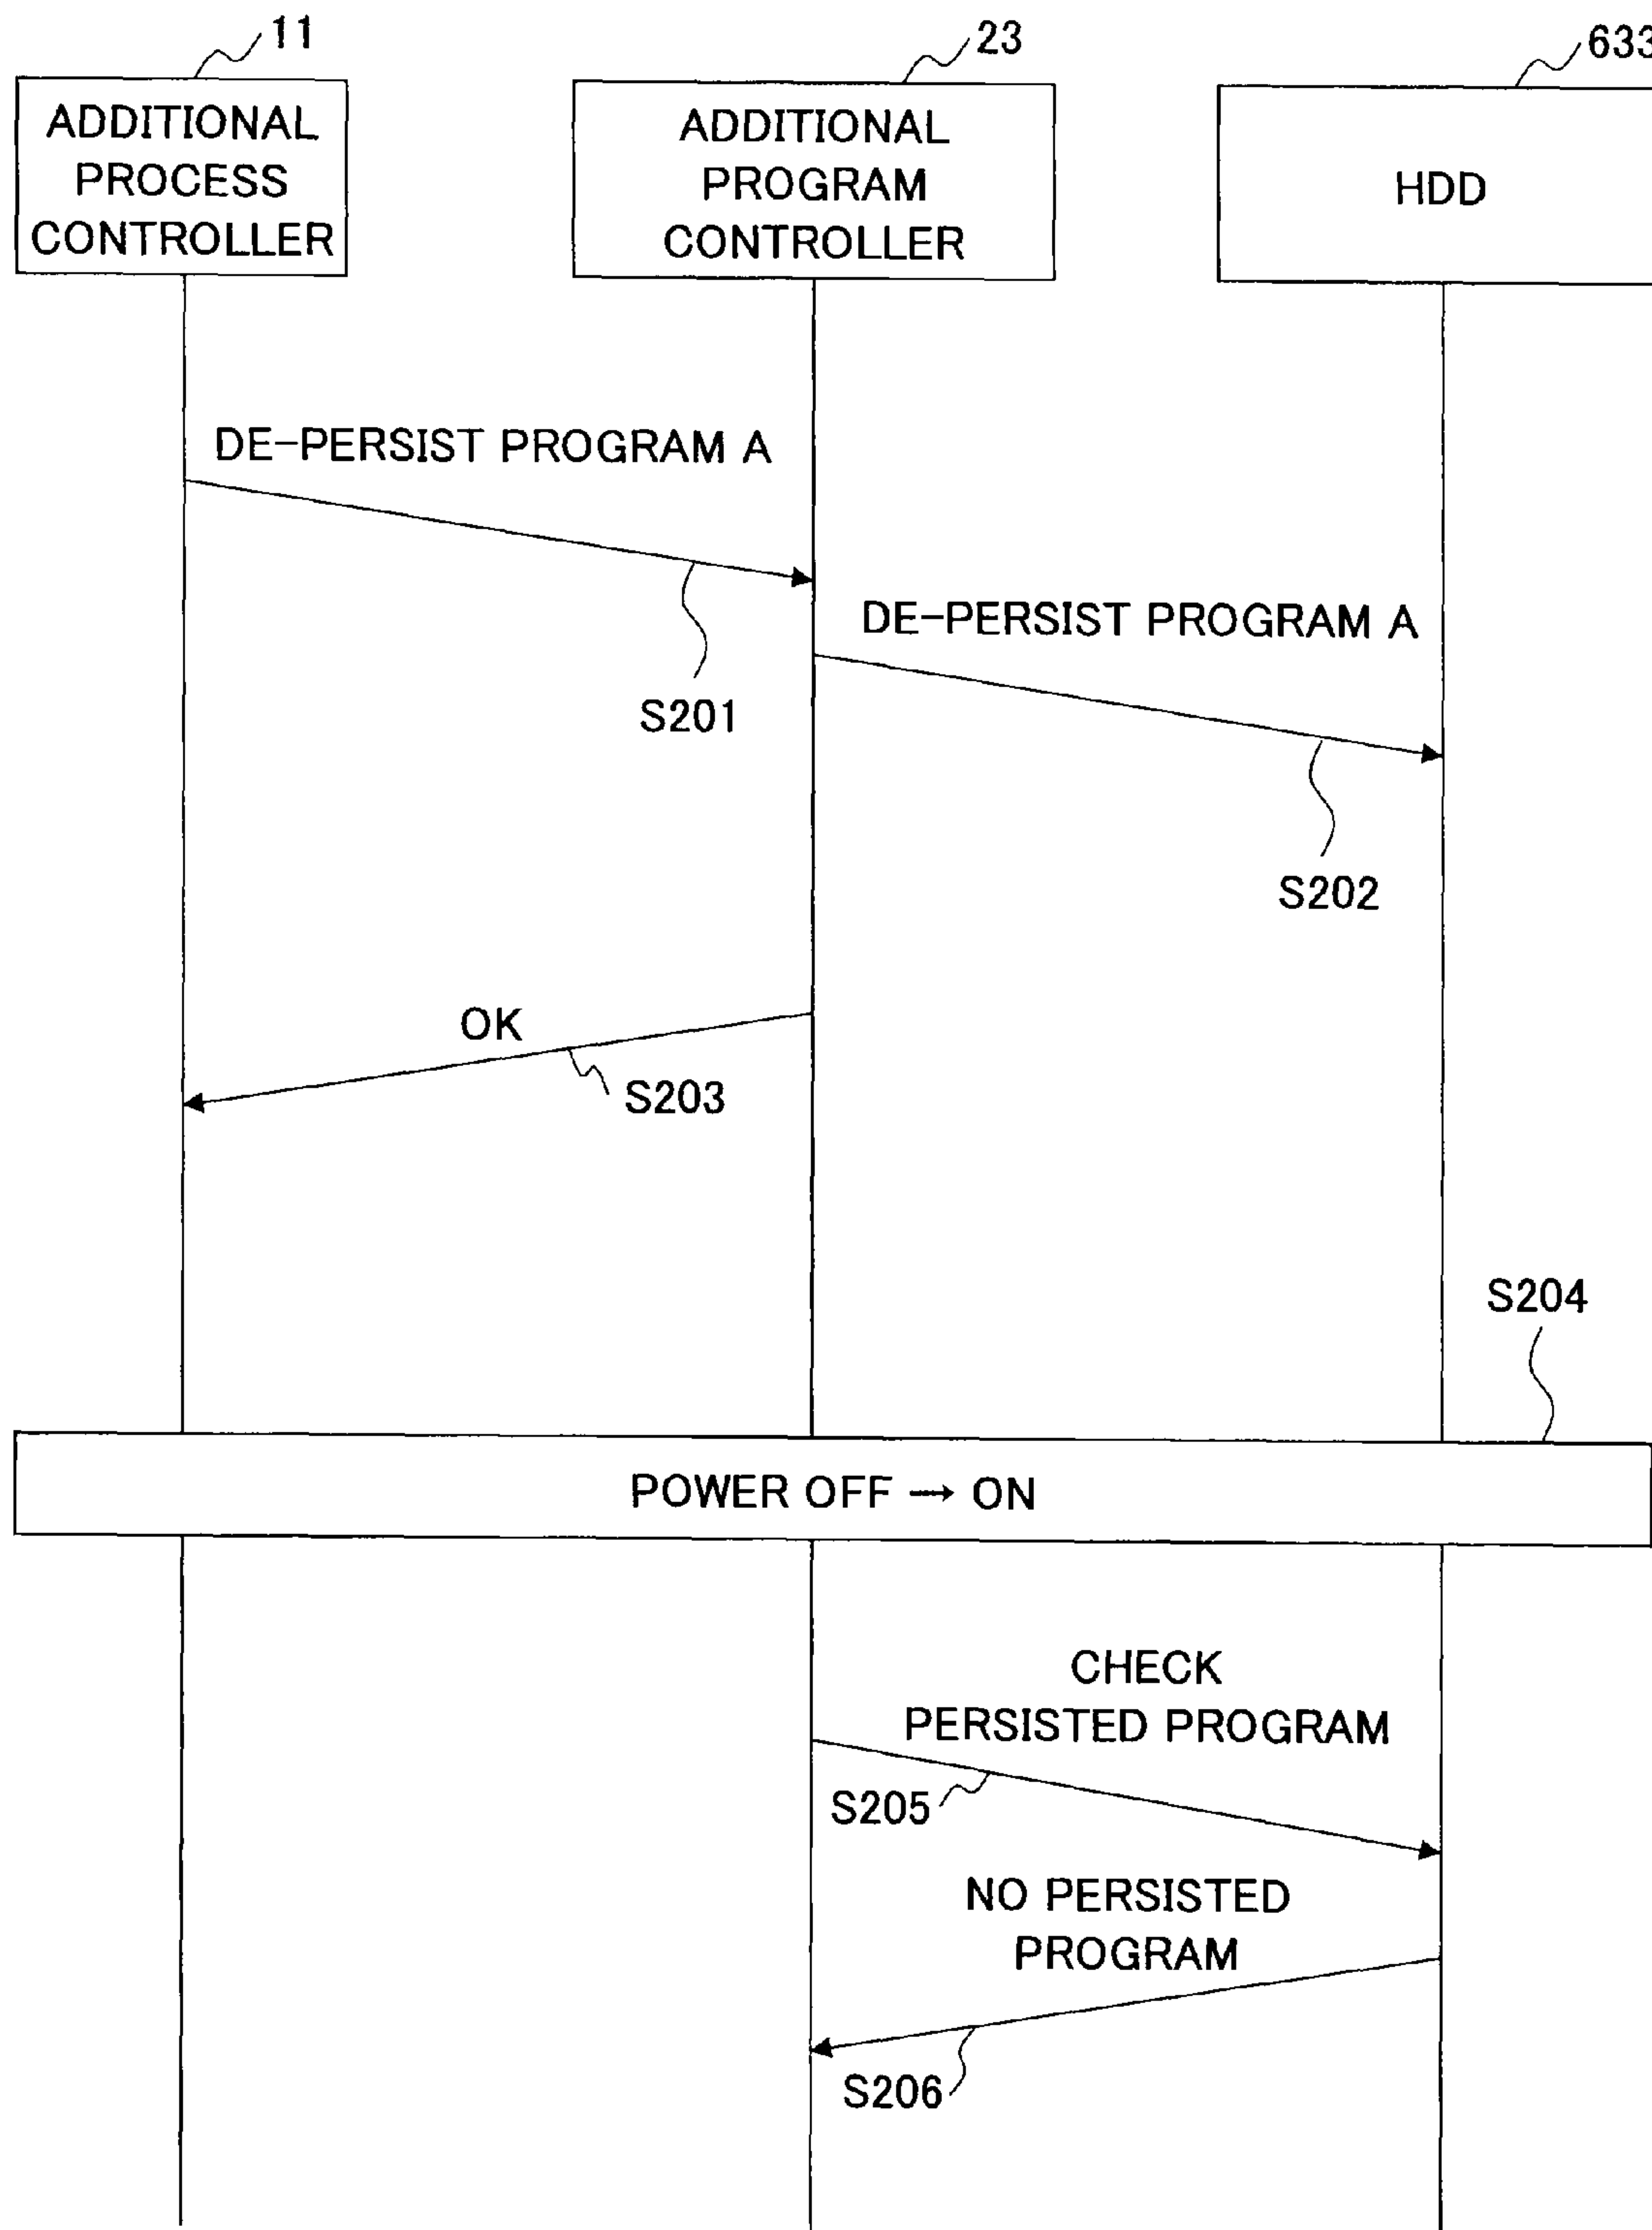 11
23
633
ADDITIONAL
PROCESS
CONTROLLER
ADDITIONAL
PROGRAM
CONTROLLER
HDD
DE-PERSIST PROGRAM A
S201
DE-PERSIST PROGRAM A
S202
OK
S203
S204
POWER OFF → ON
CHECK
PERSISTED PROGRAM
S205
NO PERSISTED
PROGRAM
S206